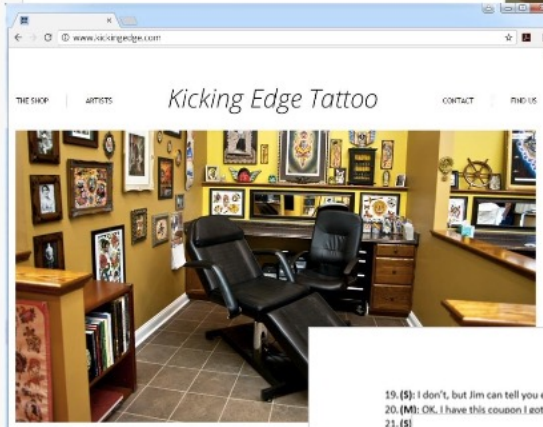 www.kickingedge.com
THE SHOP
ARTISTS
Kicking Edge Tattoo
CONTACT
FIND US
19.(S): I don't, but Jim can tell you
20.(M): OK. I have this coupon I got
21.(S)